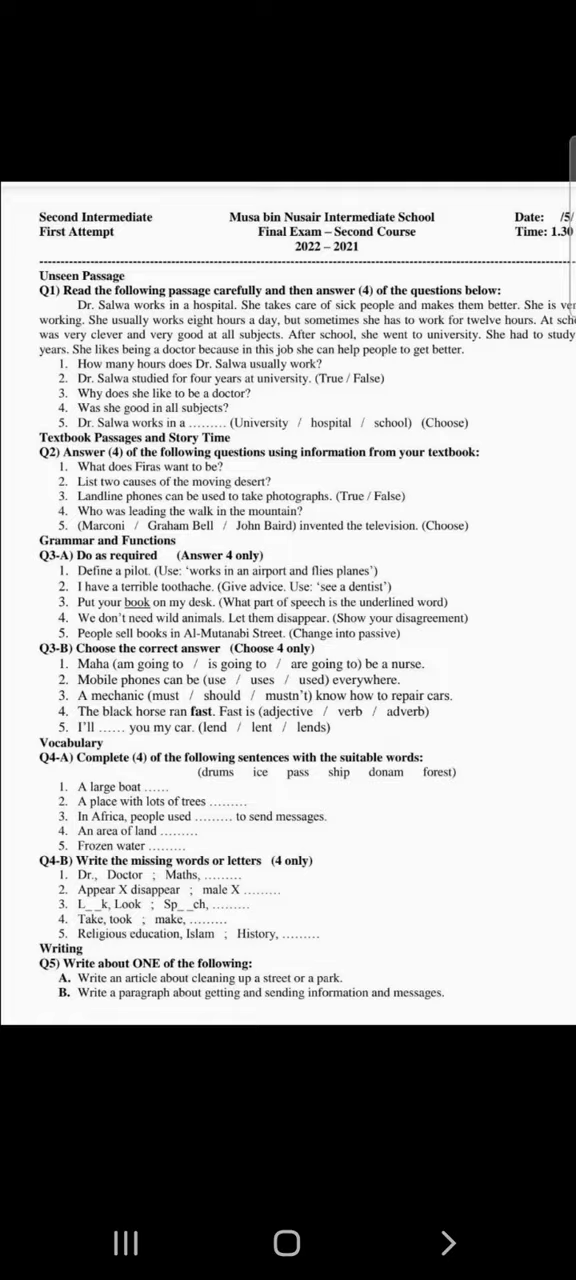 Second Intermediate Musa bin Nusair Intermediate School Date: /5/
First Attempt Final Exam – Second Course Time: 1.30
2022 – 2021
Unseen Passage
Q1) Read the following passage carefully and then answer (4) of the questions below:
Dr. Salwa works in a hospital. She takes care of sick people and makes them better. She is
working. She usually works eight hours a day, but sometimes she has to work for twelve hours. At
was very clever and very good at all subjects. After school, she went to university. She had to study
years. She likes being a doctor because in this job she can help people to get better.
1. How many hours does Dr. Salwa usually work?
2. Dr. Salwa studied for four years at university. (True / False)
3. Why does she like to be a doctor?
4. Was she good in all subjects?
5. Dr. Salwa works in a ......... (University / hospital / school) (Choose)
Textbook Passages and Story Time
Q2) Answer (4) of the following questions using information from your textbook:
1. What does Firas want to be?
2. List two causes of the moving desert?
3. Landline phones can be used to take photographs. (True / False)
4. Who was leading the walk in the mountain?
5. (Marconi / Graham Bell / John Baird) invented the television. (Choose)
Grammar and Functions
Q3-A) Do as required (Answer 4 only)
1. Define a pilot. (Use: ‘works in an airport and flies planes’)
2. I have a terrible toothache. (Give advice. Use: ‘see a dentist’)
3. Put your book on my desk. (What part of speech is the underlined word)
4. We don’t need wild animals. Let them disappear. (Show your disagreement)
5. People sell books in Al-Mutanabi Street. (Change into passive)
Q3-B) Choose the correct answer (Choose 4 only)
1. Maha (am going to / is going to / are going to) be a nurse.
2. Mobile phones can be (use / uses / used) everywhere.
3. A mechanic (must / should / mustn’t) know how to repair cars.
4. The black horse ran fast. Fast is (adjective / verb / adverb)
5. I’ll ...... you my car. (lend / lent / lends)
Vocabulary
Q4-A) Complete (4) of the following sentences with the suitable words:
(drums ice pass ship donam forest)
1. A large boat ......
2. A place with lots of trees .........
3. In Africa, people used ......... to send messages.
4. An area of land .........
5. Frozen water .........
Q4-B) Write the missing words or letters (4 only)
1. Dr., Doctor ; Maths, .........
2. Appear X disappear ; male X .........
3. L_ _k, Look ; Sp_ _ch, .........
4. Take, took ; make, .........
5. Religious education, Islam ; History, .........
Writing
Q5) Write about ONE of the following:
A. Write an article about cleaning up a street or a park.
B. Write a paragraph about getting and sending information and messages.